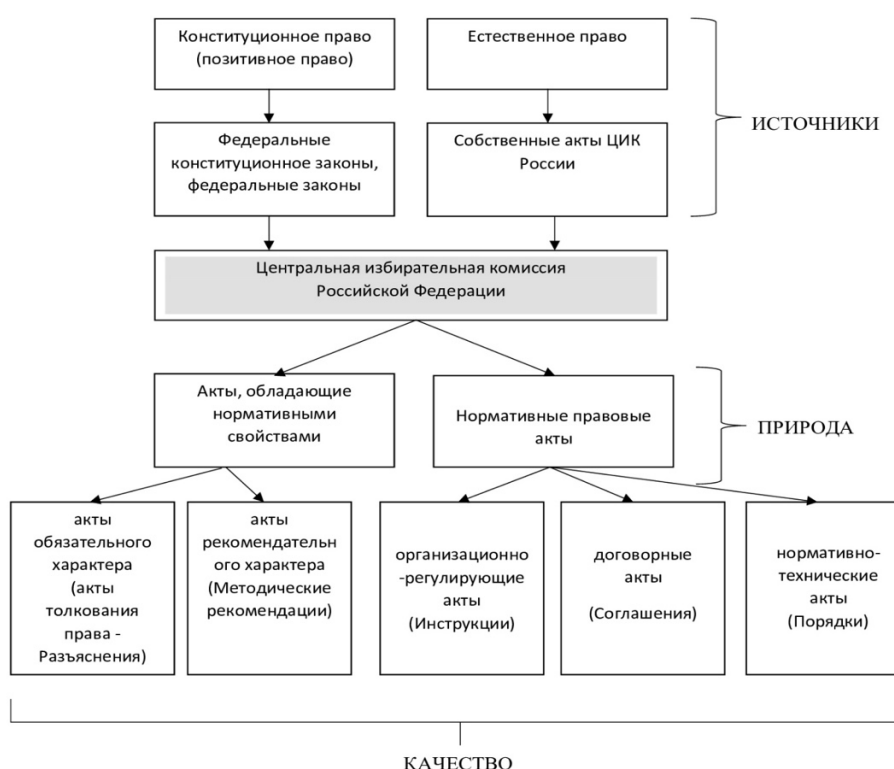 Конституционное право
(позитивное право)
Естественное право
ИСТОЧНИКИ
Федеральные
конституционное законы,
федеральные законы
Собственные акты ЦИК
России
Центральная избирательная комиссия
Российской Федерации
Акты, обладающие
нормативными
свойствами
Нормативные правовые
акты
ПРИРОДА
акты
обязательного
характера
(акты
толкования
права -
Разъяснения)
акты
рекомендательн
ого характера
(Методические
рекомендации)
организационно
-регулирующие
акты
(Инструкции)
договорные
акты
(Соглашения)
нормативно-
технические
акты
(Порядки)
КАЧЕСТВО